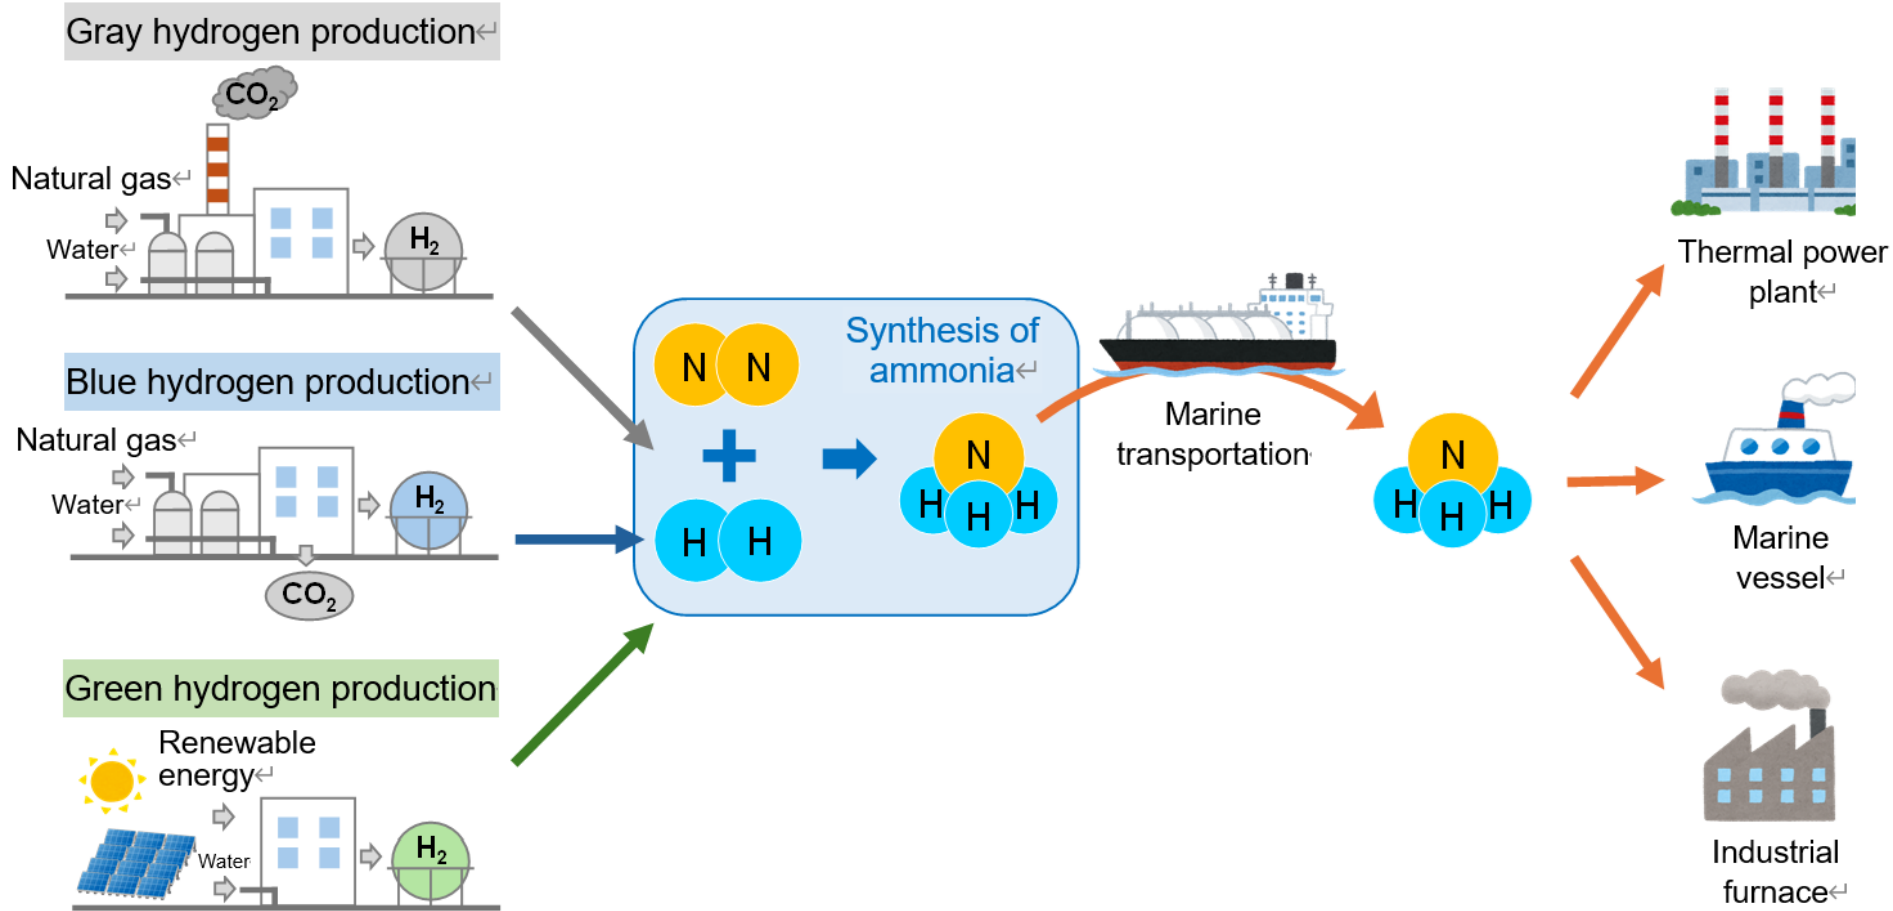 Gray hydrogen production↵
CO₂
Natural gas↵
Water↵
H₂
Blue hydrogen production↵
Natural gas↵
Water↵
H₂
CO₂
Green hydrogen production
Renewable
energy↵
Water
H₂
N N
Synthesis of
ammonia↵
+
H H
N
H H H
Marine
transportation
N
H H H
Thermal power
plant↵
Marine
vessel↵
Industrial
furnace↵